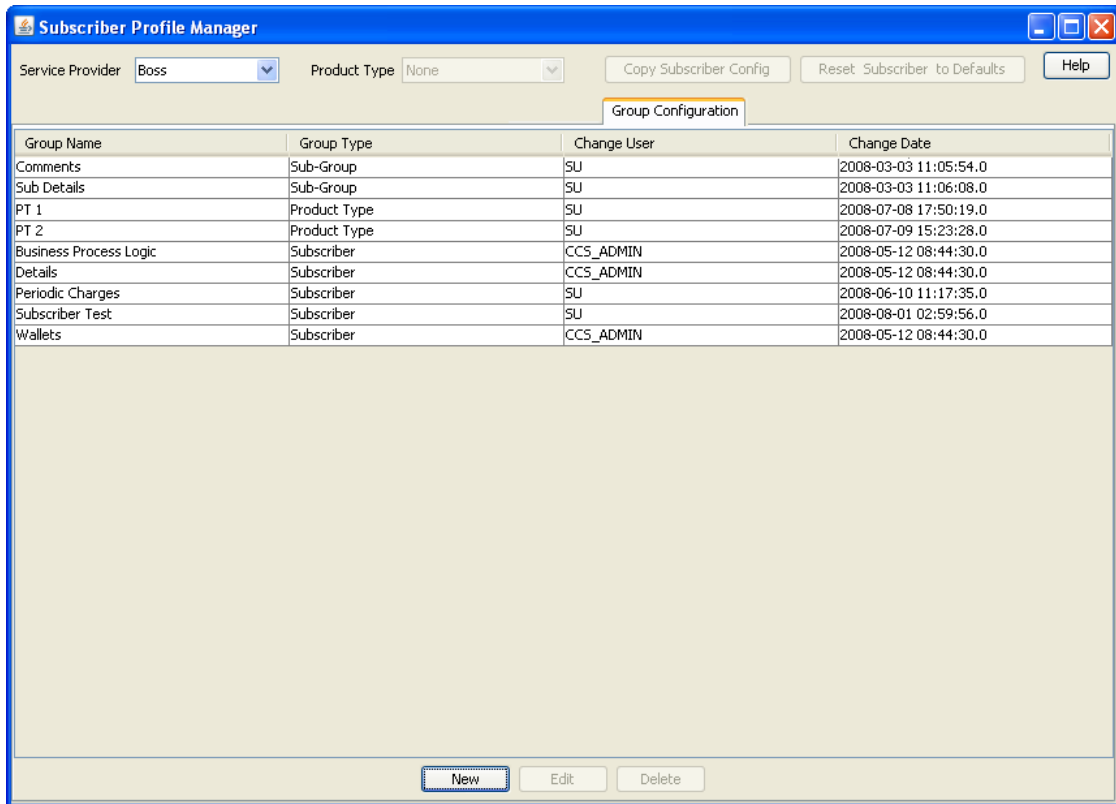 Subscriber Profile Manager
Service Provider Boss Product Type None Copy Subscriber Config Reset Subscriber to Defaults Help
Group Configuration
Group Name Group Type Change User Change Date
Comments Sub-Group SU 2008-03-03 11:05:54.0
Sub Details Sub-Group SU 2008-03-03 11:06:08.0
PT 1 Product Type SU 2008-07-08 17:50:19.0
PT 2 Product Type SU 2008-07-09 15:23:28.0
Business Process Logic Subscriber CCS_ADMIN 2008-05-12 08:44:30.0
Details Subscriber CCS_ADMIN 2008-05-12 08:44:30.0
Periodic Charges Subscriber SU 2008-06-10 11:17:35.0
Subscriber Test Subscriber SU 2008-08-01 02:59:56.0
Wallets Subscriber CCS_ADMIN 2008-05-12 08:44:30.0
New Edit Delete